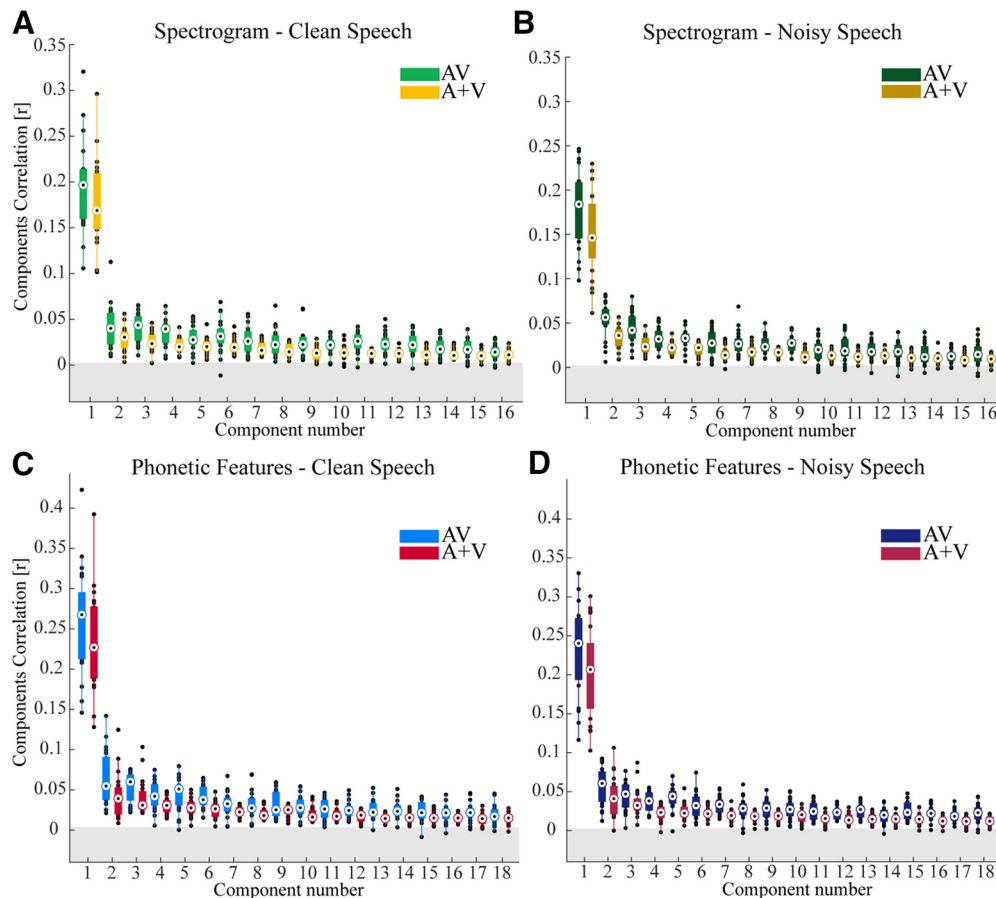 A
Spectrogram - Clean Speech
0.35
0.3
0.25
0.2
0.15
0.1
0.05
0
Components Correlation [r]
AV
A+V
1 2 3 4 5 6 7 8 9 10 11 12 13 14 15 16
Component number
B
Spectrogram - Noisy Speech
0.35
0.3
0.25
0.2
0.15
0.1
0.05
0
AV
A+V
1 2 3 4 5 6 7 8 9 10 11 12 13 14 15 16
Component number
C
Phonetic Features - Clean Speech
0.4
0.35
0.3
0.25
0.2
0.15
0.1
0.05
0
Components Correlation [r]
AV
A+V
1 2 3 4 5 6 7 8 9 10 11 12 13 14 15 16 17 18
Component number
D
Phonetic Features - Noisy Speech
0.4
0.35
0.3
0.25
0.2
0.15
0.1
0.05
0
AV
A+V
1 2 3 4 5 6 7 8 9 10 11 12 13 14 15 16 17 18
Component number